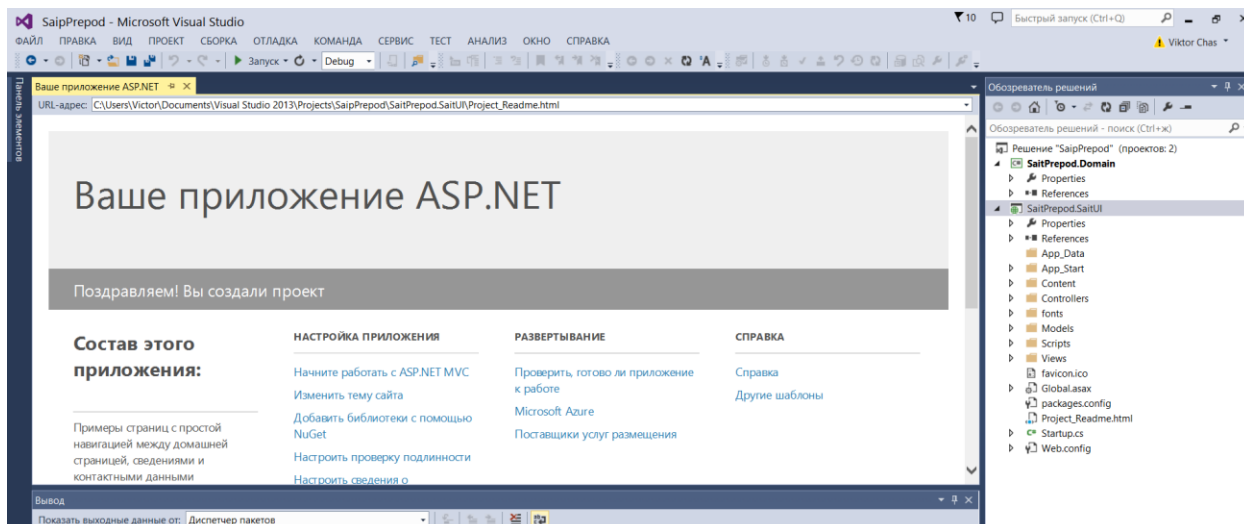 SaipPrepod - Microsoft Visual Studio
10
Быстрый запуск (Ctrl+Q)
ФАЙЛ ПРАВКА ВИД ПРОЕКТ СБОРКА ОТЛАДКА КОМАНДА СЕРВИС ТЕСТ АНАЛИЗ ОКНО СПРАВКА
Viktor Chas
Запуск Debug
Панель элементов
Ваше приложение ASP.NET
URL-адрес: C:\Users\Victor\Documents\Visual Studio 2013\Projects\SaipPrepod\SaitPrepod.SaitUI\Project_Readme.html
Ваше приложение ASP.NET
Поздравляем! Вы создали проект
Состав этого
приложения:
Примеры страниц с простой
навигацией между домашней
страницей, сведениями и
контактными данными
НАСТРОЙКА ПРИЛОЖЕНИЯ
Начните работать с ASP.NET MVC
Изменить тему сайта
Добавить библиотеки с помощью
NuGet
Настроить проверку подлинности
Настроить сведения о
РАЗВЕРТЫВАНИЕ
Проверить, готово ли приложение
к работе
Microsoft Azure
Поставщики услуг размещения
СПРАВКА
Справка
Другие шаблоны
Вывод
Показать выходные данные от: Диспетчер пакетов
Обозреватель решений
Обозреватель решений - поиск (Ctrl+ж)
Решение "SaipPrepod" (проектов: 2)
SaitPrepod.Domain
Properties
References
SaitPrepod.SaitUI
Properties
References
App_Data
App_Start
Content
Controllers
fonts
Models
Scripts
Views
favicon.ico
Global.asax
packages.config
Project_Readme.html
Startup.cs
Web.config